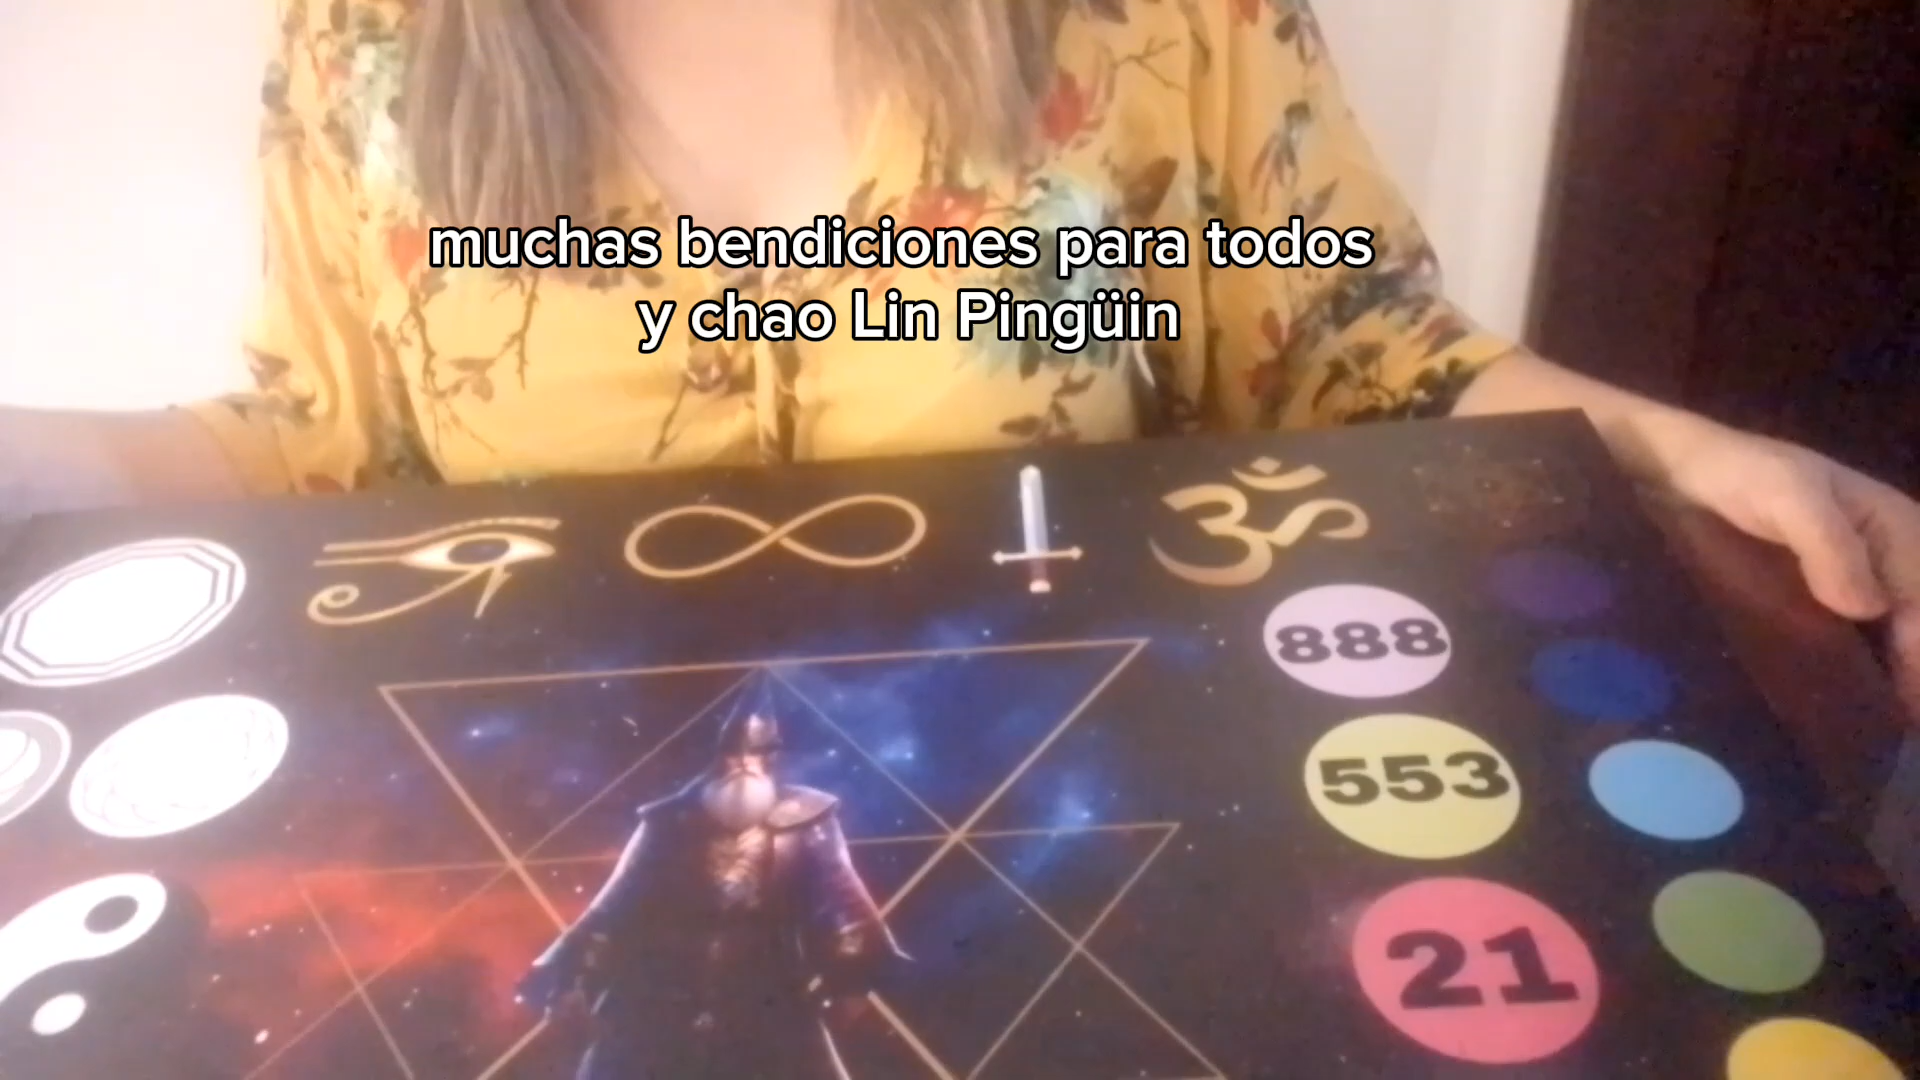 muchas bendiciones para todos
y chao Lin Pingüin
ॐ
888
553
21